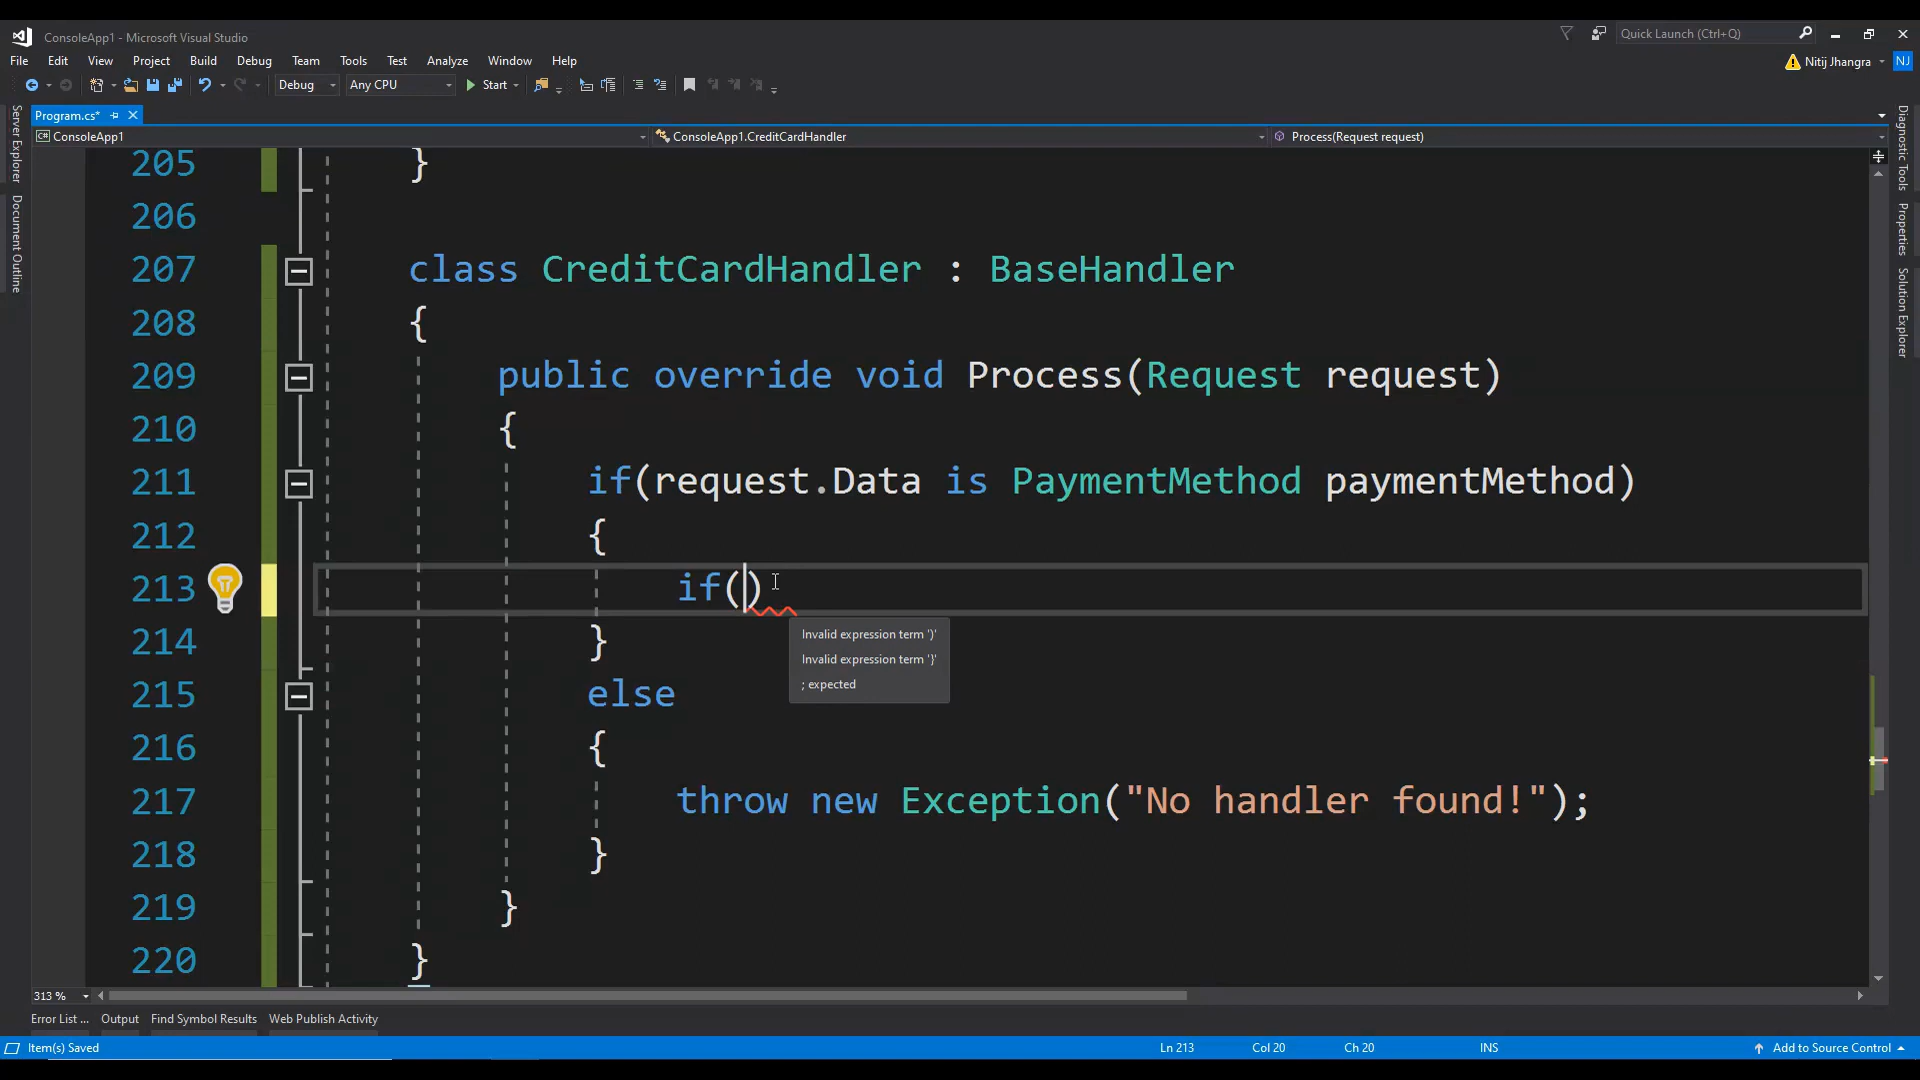 ConsoleApp1 - Microsoft Visual Studio
Quick Launch (Ctrl+Q)
File Edit View Project Build Debug Team Test Tools Analyze Window Help
Nitij Jhangra NJ
Debug Any CPU Start
Program.cs*
ConsoleApp1 ConsoleApp1.CreditCardHandler Process(Request request)
Server Explorer
Document Outline
Diagnostic Tools
Properties
Solution Explorer
205 }
206
207 class CreditCardHandler : BaseHandler
208 {
209 public override void Process(Request request)
210 {
211 if(request.Data is PaymentMethod paymentMethod)
212 {
213 if()
Invalid expression term ')'
Invalid expression term '}'
; expected
214 }
215 else
216 {
217 throw new Exception("No handler found!");
218 }
219 }
220 }
313 %
Error List ... Output Find Symbol Results Web Publish Activity
Item(s) Saved Ln 213 Col 20 Ch 20 INS Add to Source Control